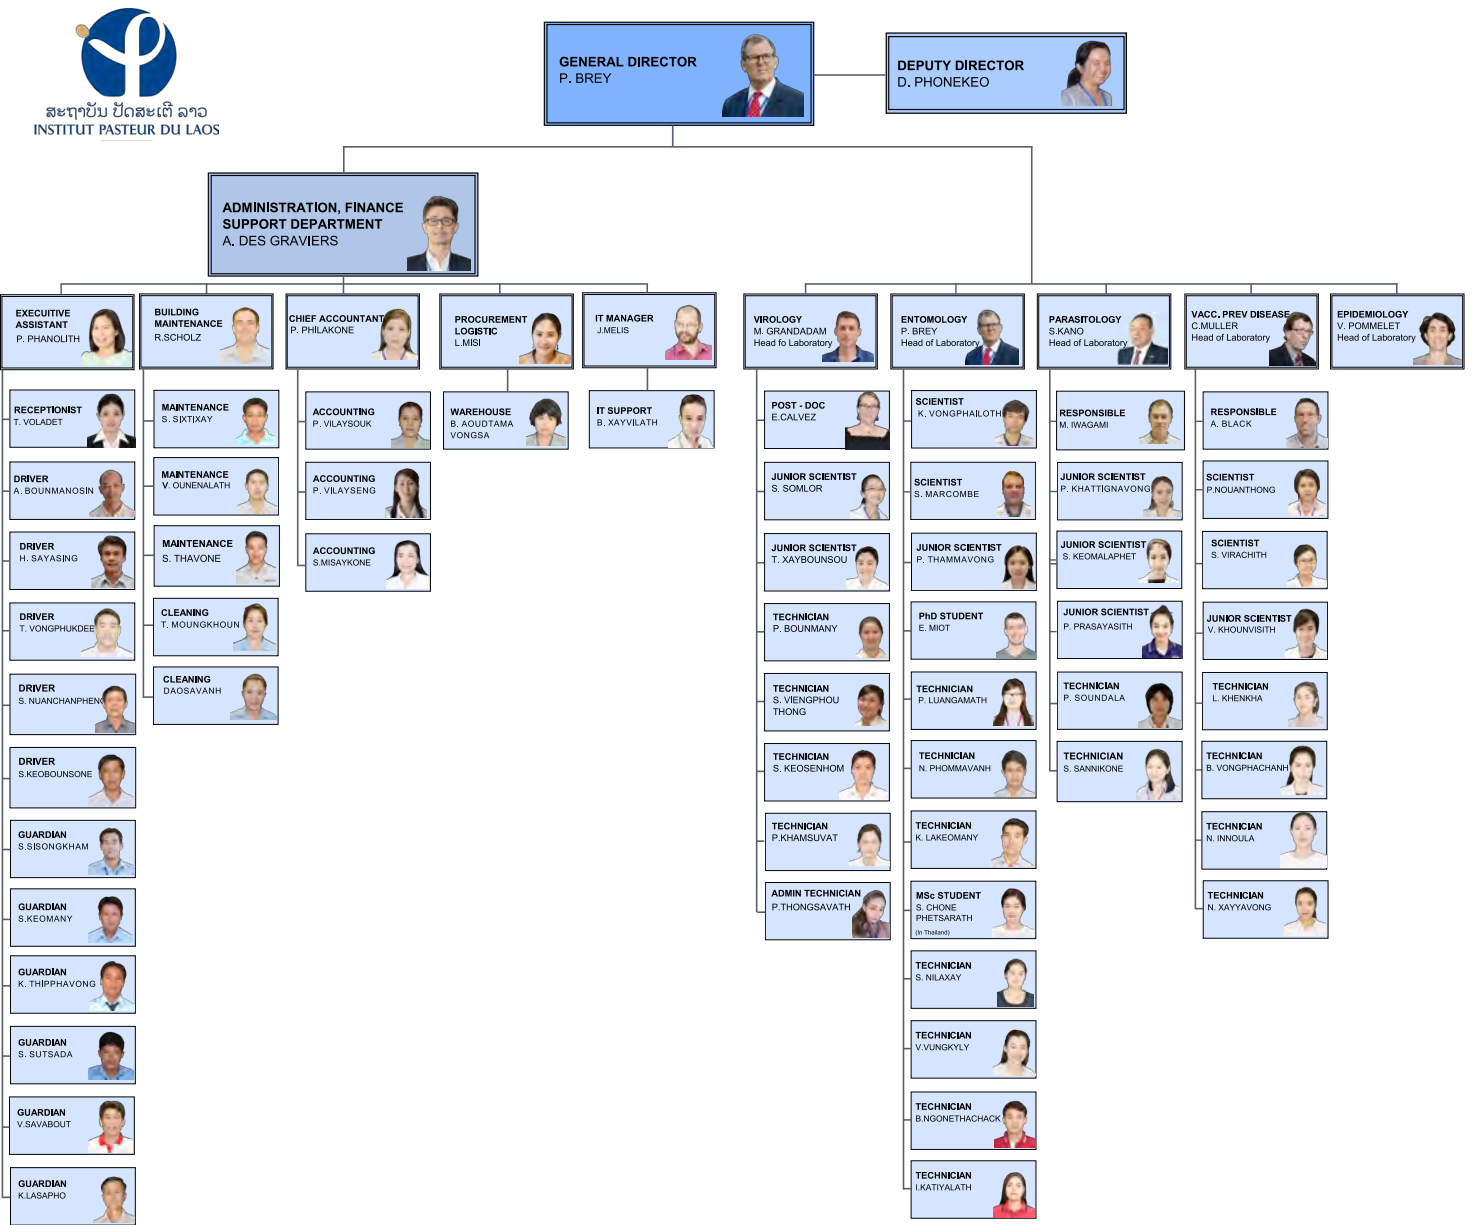 ສະຖາບັນ ປັດສະເຕີ ລາວ
INSTITUT PASTEUR DU LAOS
GENERAL DIRECTOR
P. BREY
DEPUTY DIRECTOR
D. PHONEKEO
ADMINISTRATION, FINANCE
SUPPORT DEPARTMENT
A. DES GRAVIERS
EXECUITIVE
ASSISTANT
P. PHANOLITH
BUILDING
MAINTENANCE
R.SCHOLZ
CHIEF ACCOUNTANT
P. PHILAKONE
PROCUREMENT
LOGISTIC
L.MISI
IT MANAGER
J.MELIS
VIROLOGY
M. GRANDADAM
Head fo Laboratory
ENTOMOLOGY
P. BREY
Head of Laboratory
PARASITOLOGY
S.KANO
Head of Laboratory
VACC. PREV DISEASE
C.MULLER
Head of Laboratory
EPIDEMIOLOGY
V. POMMELET
Head of Laboratory
RECEPTIONIST
T. VOLADET
DRIVER
A. BOUNMANOSIN
DRIVER
H. SAYASING
DRIVER
T. VONGPHUKDEE
DRIVER
S. NUANCHANPHENG
DRIVER
S.KEOBOUNSONE
GUARDIAN
S.SISONGKHAM
GUARDIAN
S.KEOMANY
GUARDIAN
K. THIPPHAVONG
GUARDIAN
S. SUTSADA
GUARDIAN
V.SAVABOUT
GUARDIAN
K.LASAPHO
MAINTENANCE
S. SIXTIXAY
MAINTENANCE
V. OUNENALATH
MAINTENANCE
S. THAVONE
CLEANING
T. MOUNGKHOUN
CLEANING
DAOSAVANH
ACCOUNTING
P. VILAYSOUK
ACCOUNTING
P. VILAYSENG
ACCOUNTING
S.MISAYKONE
WAREHOUSE
B. AOUDTAMA
VONGSA
IT SUPPORT
B. XAYVILATH
POST - DOC
E.CALVEZ
JUNIOR SCIENTIST
S. SOMLOR
JUNIOR SCIENTIST
T. XAYBOUNSOU
TECHNICIAN
P. BOUNMANY
TECHNICIAN
S. VIENGPHOU
THONG
TECHNICIAN
S. KEOSENHOM
TECHNICIAN
P.KHAMSUVAT
ADMIN TECHNICIAN
P.THONGSAVATH
SCIENTIST
K. VONGPHAILOTH
SCIENTIST
S. MARCOMBE
JUNIOR SCIENTIST
P. THAMMAVONG
PhD STUDENT
E. MIOT
TECHNICIAN
P. LUANGAMATH
TECHNICIAN
N. PHOMMAVANH
TECHNICIAN
K. LAKEOMANY
MSc STUDENT
S. CHONE
PHETSARATH
(In Thailand)
TECHNICIAN
S. NILAXAY
TECHNICIAN
V.VUNGKYLY
TECHNICIAN
B.NGONETHACHACK
TECHNICIAN
I.KATIYALATH
RESPONSIBLE
M. IWAGAMI
JUNIOR SCIENTIST
P. KHATTIGNAVONG
JUNIOR SCIENTIST
S. KEOMALAPHET
JUNIOR SCIENTIST
P. PRASAYASITH
TECHNICIAN
P. SOUNDALA
TECHNICIAN
S. SANNIKONE
RESPONSIBLE
A. BLACK
SCIENTIST
P.NOUANTHONG
SCIENTIST
S. VIRACHITH
JUNIOR SCIENTIST
V. KHOUNVISITH
TECHNICIAN
L. KHENKHA
TECHNICIAN
B. VONGPHACHANH
TECHNICIAN
N. INNOULA
TECHNICIAN
N. XAYYAVONG